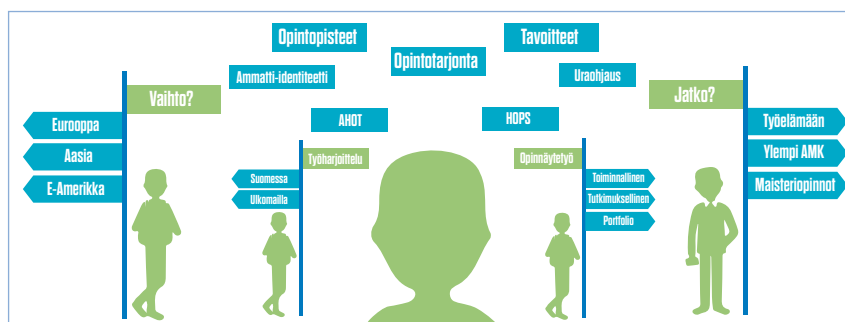 Opintopisteet
Tavoitteet
Opintotarjonta
Ammatti-identiteetti
Uraohjaus
Vaihto?
Jatko?
AHOT
HOPS
Eurooppa
Aasia
E-Amerikka
Työharjoittelu
Suomessa
Ulkomailla
Opinnäytetyö
Toiminnallinen
Tutkimuksellinen
Portfolio
Työelämään
Ylempi AMK
Maisteriopinnot